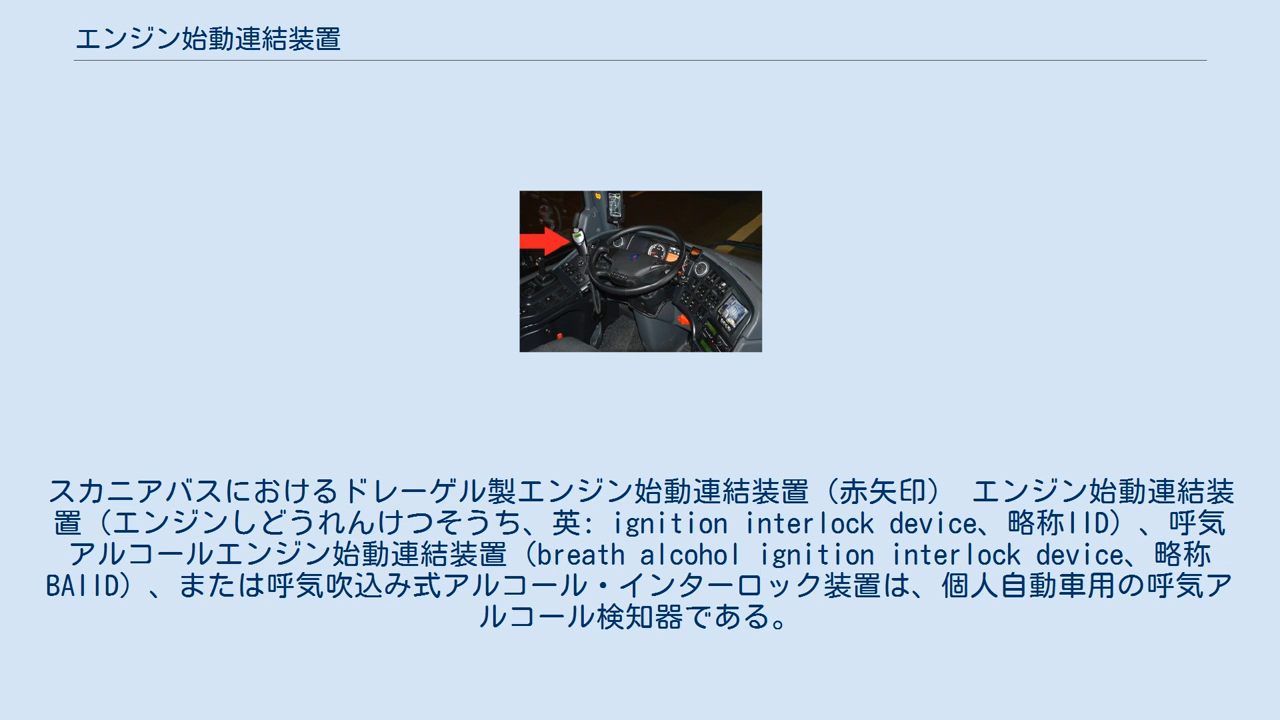 エンジン始動連結装置
スカニアバスにおけるドレーゲル製エンジン始動連結装置（赤矢印） エンジン始動連結装
置（エンジンしどうれんけつそうち、英: ignition interlock device、略称IID）、呼気
アルコールエンジン始動連結装置（breath alcohol ignition interlock device、略称
BAIID）、または呼気吹込み式アルコール・インターロック装置は、個人自動車用の呼気ア
ルコール検知器である。